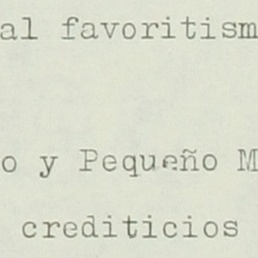 al favoritism
o y Pequeño M
crediticios